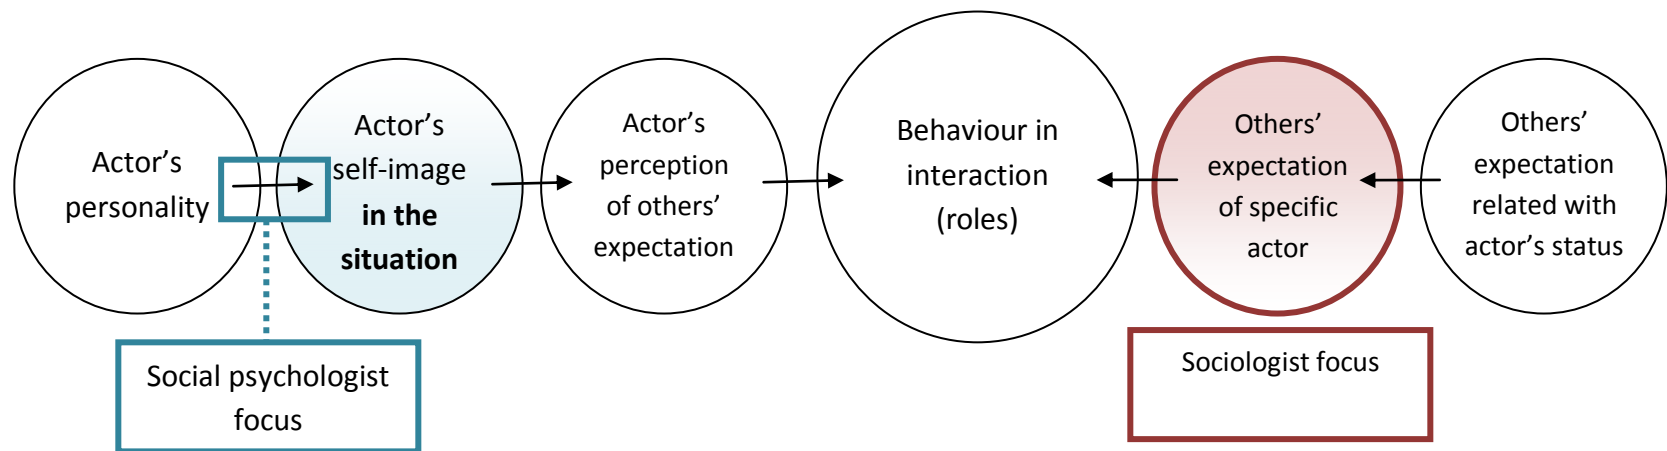 Actor's
personality
Actor's
self-image
in the
situation
Actor's
perception
of others'
expectation
Behaviour in
interaction
(roles)
Others'
expectation
of specific
actor
Others'
expectation
related with
actor's status
Social psychologist
focus
Sociologist focus